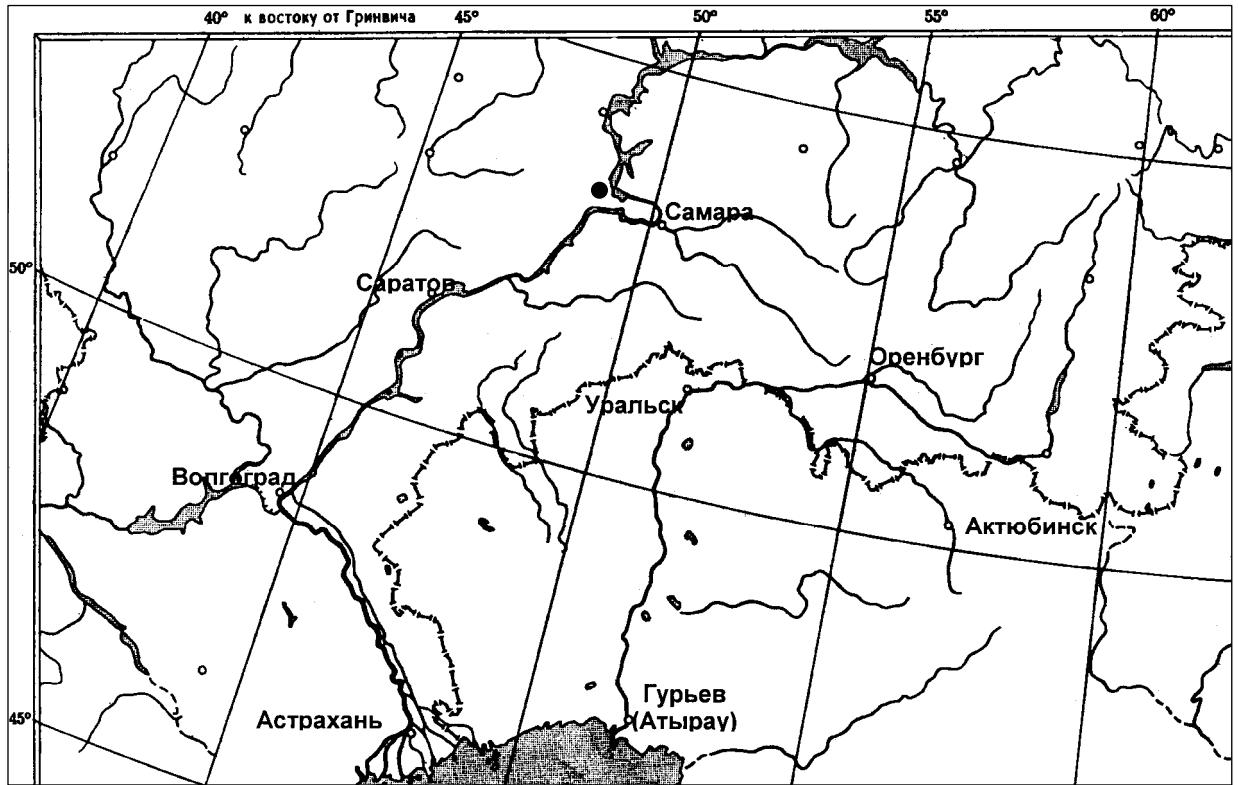 40° к востоку от Гринвича 45° 50° 55° 60°
Самара
50°
Саратов
Оренбург
Уральск
Волгоград
Актюбинск
Гурьев
(Атырау)
Астрахань
45°